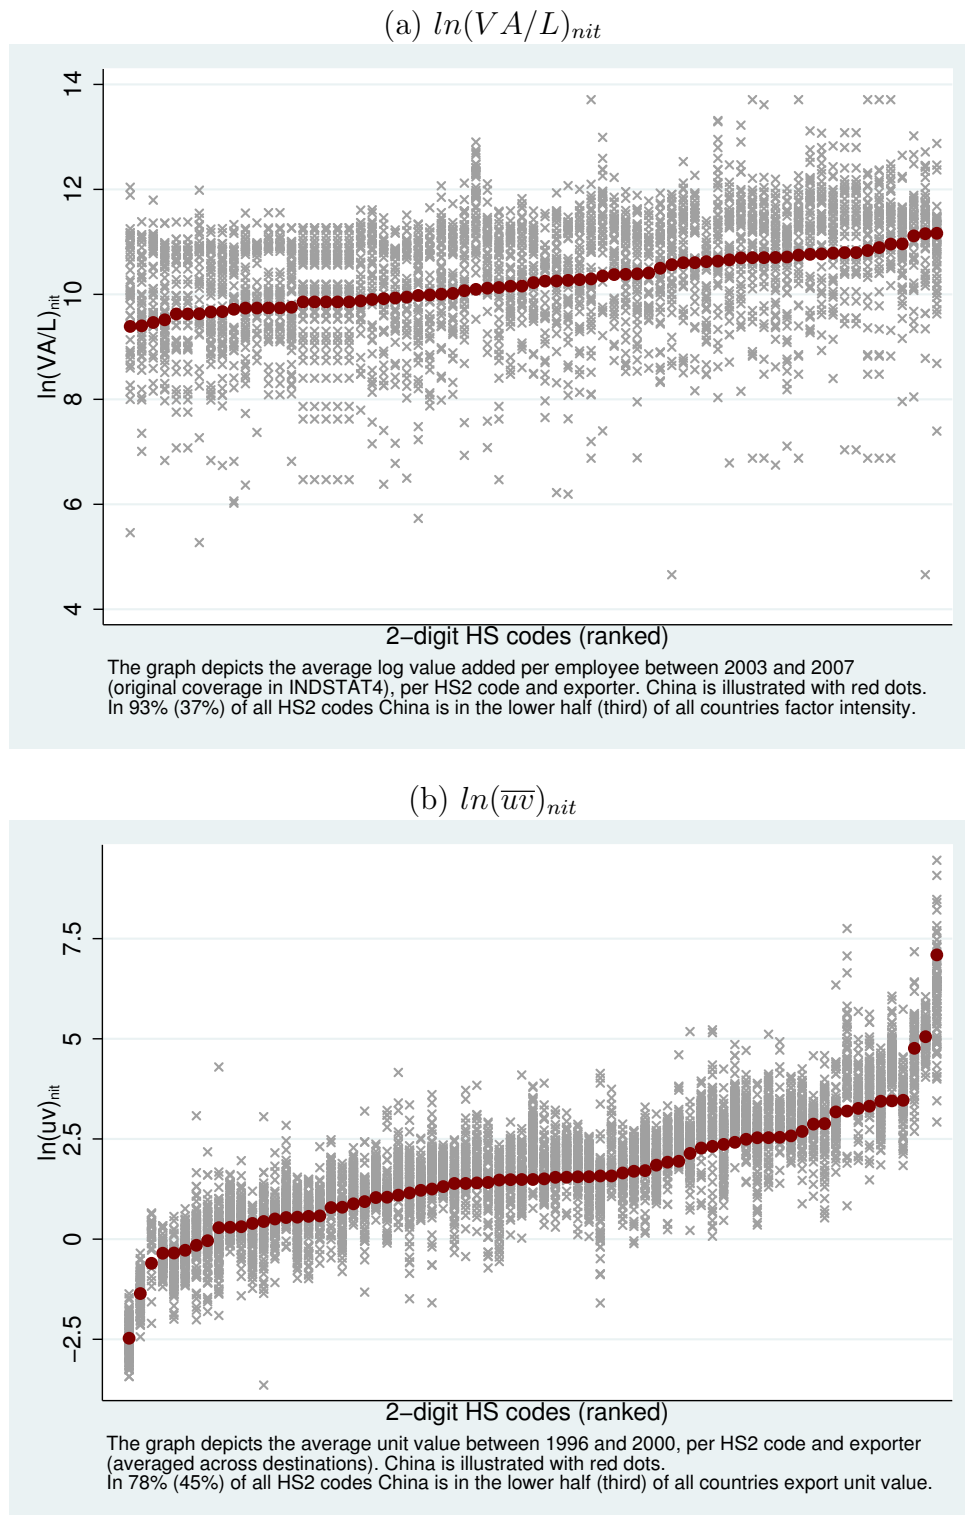 (a) ln(VA/L)nit
14
12
10
8
6
4
ln(VA/L)nit
2−digit HS codes (ranked)
The graph depicts the average log value added per employee between 2003 and 2007
(original coverage in INDSTAT4), per HS2 code and exporter. China is illustrated with red dots.
In 93% (37%) of all HS2 codes China is in the lower half (third) of all countries factor intensity.
(b) ln(u̅v̅)nit
7.5
5
2.5
0
−2.5
ln(uv)nit
2−digit HS codes (ranked)
The graph depicts the average unit value between 1996 and 2000, per HS2 code and exporter
(averaged across destinations). China is illustrated with red dots.
In 78% (45%) of all HS2 codes China is in the lower half (third) of all countries export unit value.